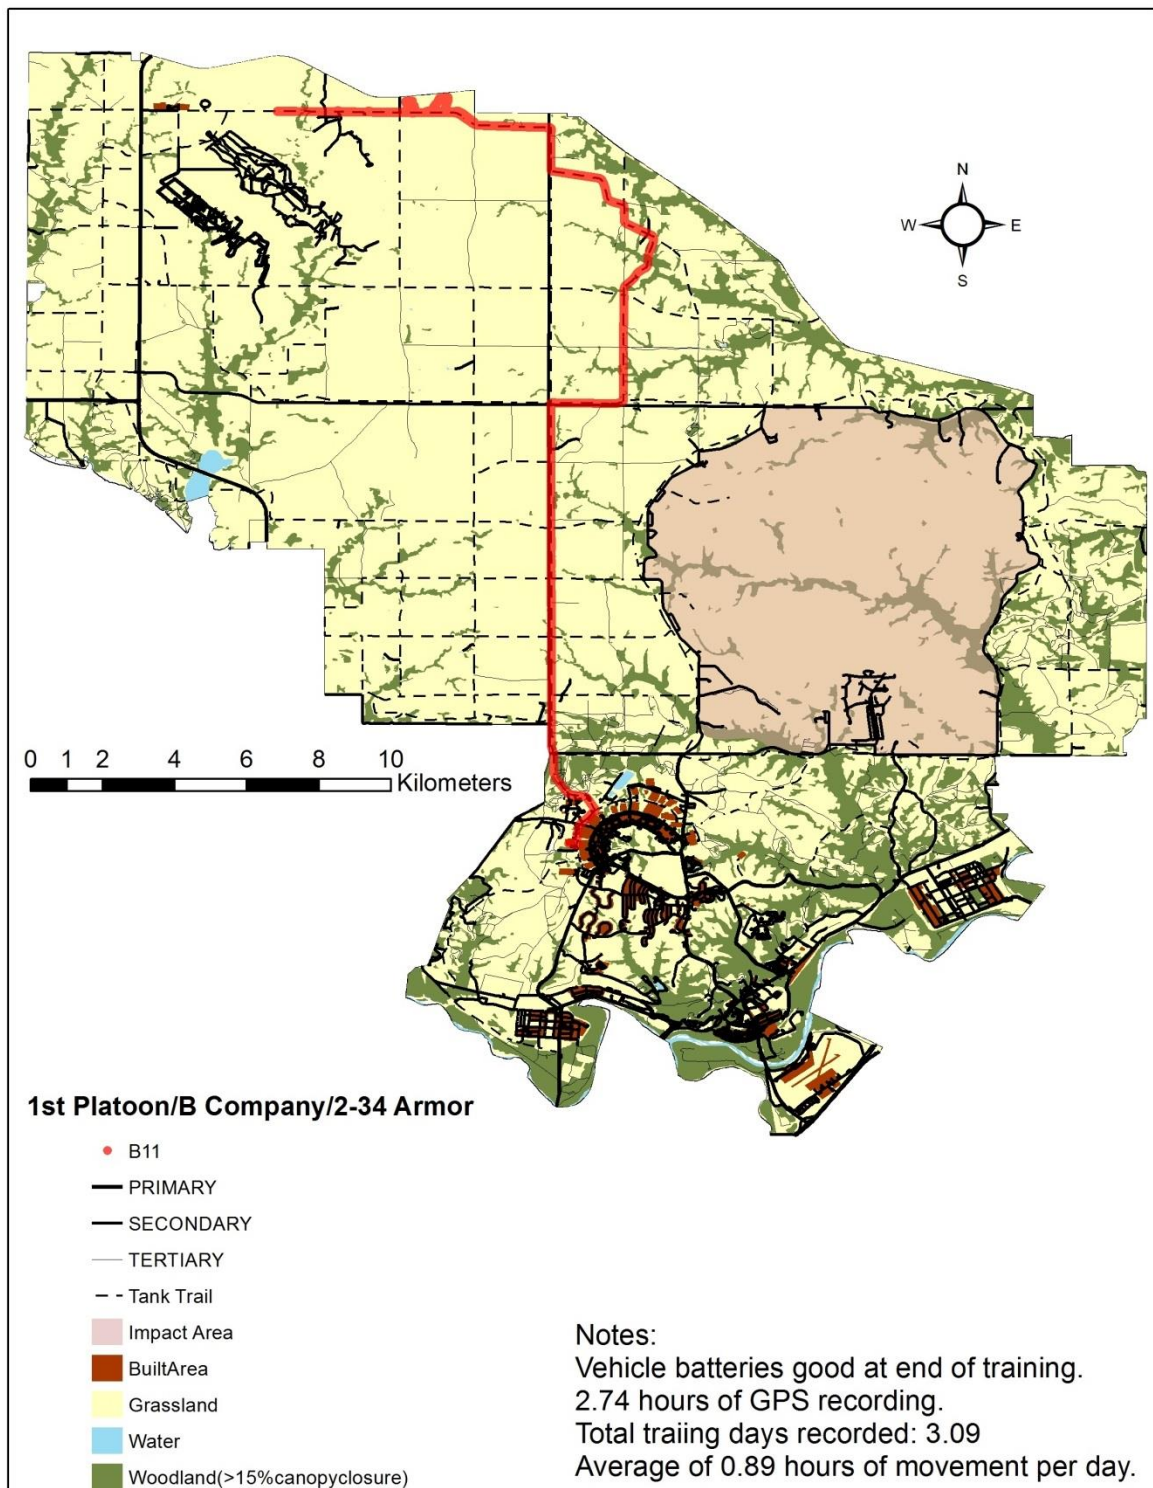 N
W E
S
0 1 2 4 6 8 10
Kilometers
1st Platoon/B Company/2-34 Armor
B11
PRIMARY
SECONDARY
TERTIARY
Tank Trail
Impact Area
BuiltArea
Grassland
Water
Woodland(>15%canopyclosure)
Notes:
Vehicle batteries good at end of training.
2.74 hours of GPS recording.
Total traiing days recorded: 3.09
Average of 0.89 hours of movement per day.